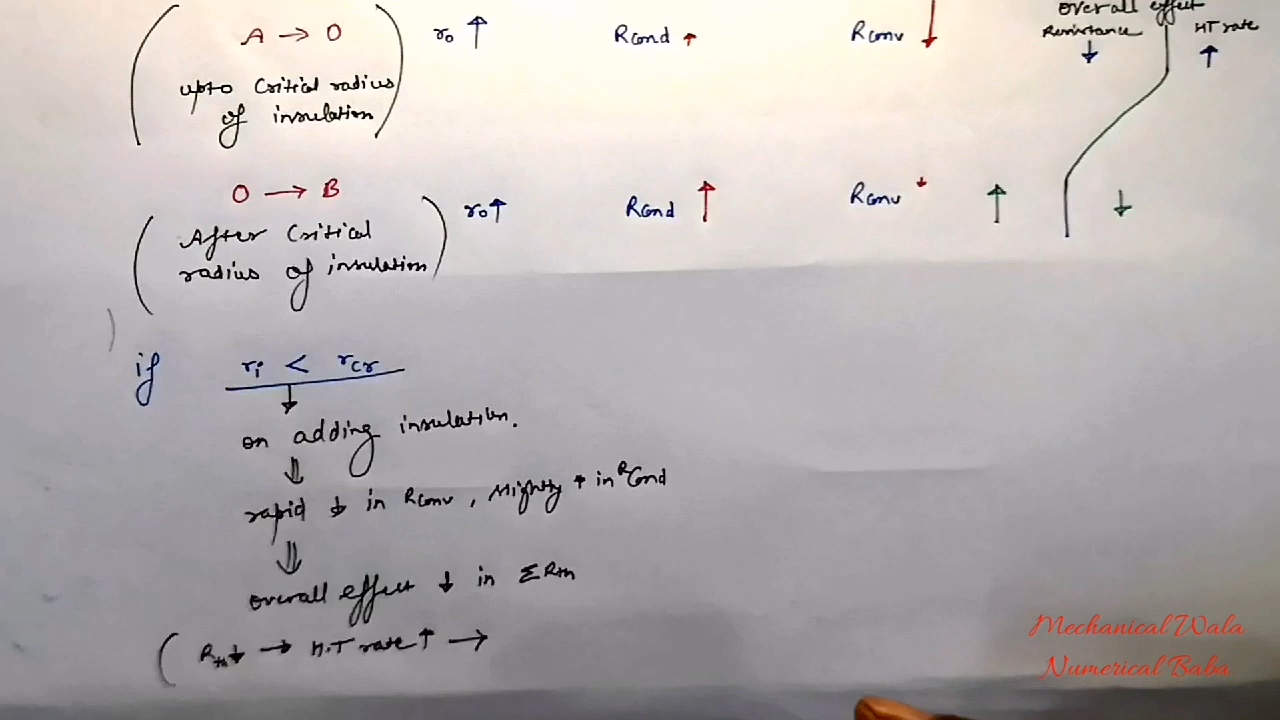 overall effect
A → O r₀ ↑ Rcond ↑ Rconv ↓ Resistance ↓ HT rate ↑
upto Critical radius
of insulation
O → B r₀ ↑ Rcond ↑ Rconv ↓ ↑ ↓
After Critical
radius of insulation
if ri < rcr
on adding insulation.
rapid ↓ in Rconv, slightly ↑ in Rcond
overall effect ↓ in ΣRth
( Rth↓ → H.T rate ↑ →
Mechanical Wala
Numerical Baba